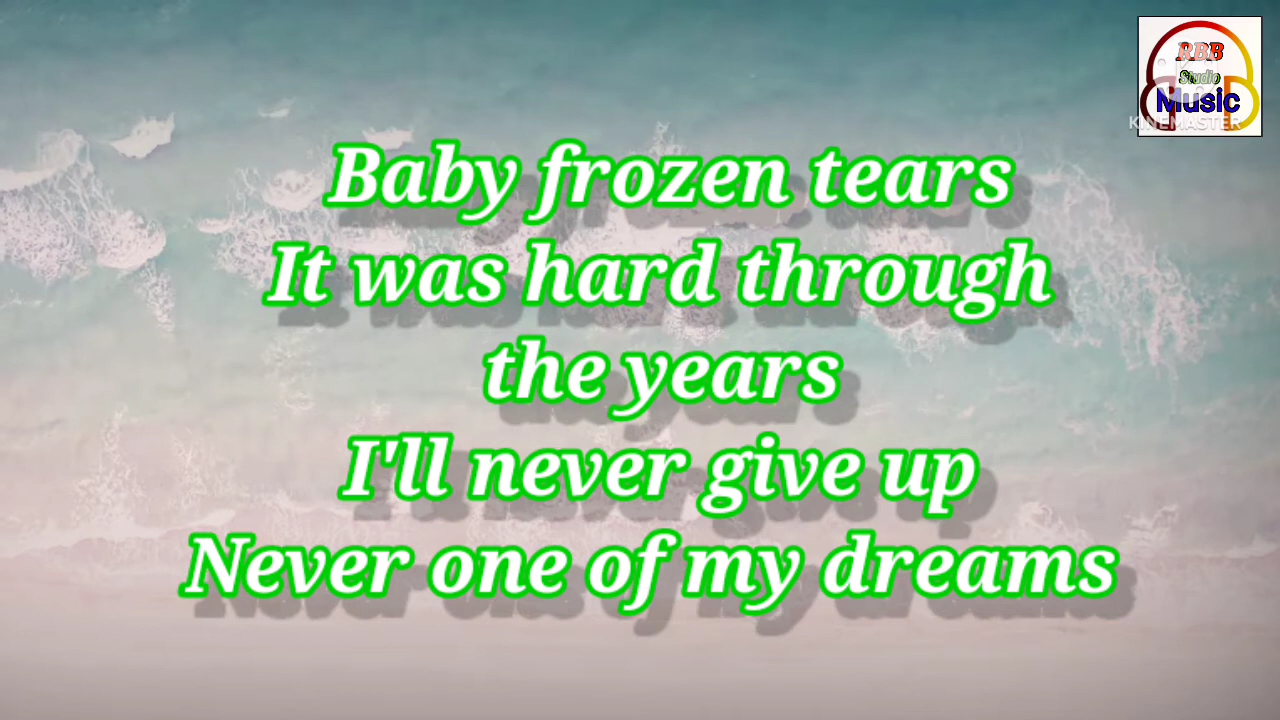 RBB
Studio
Music
KINEMASTER
Baby frozen tears
It was hard through
the years
I'll never give up
Never one of my dreams